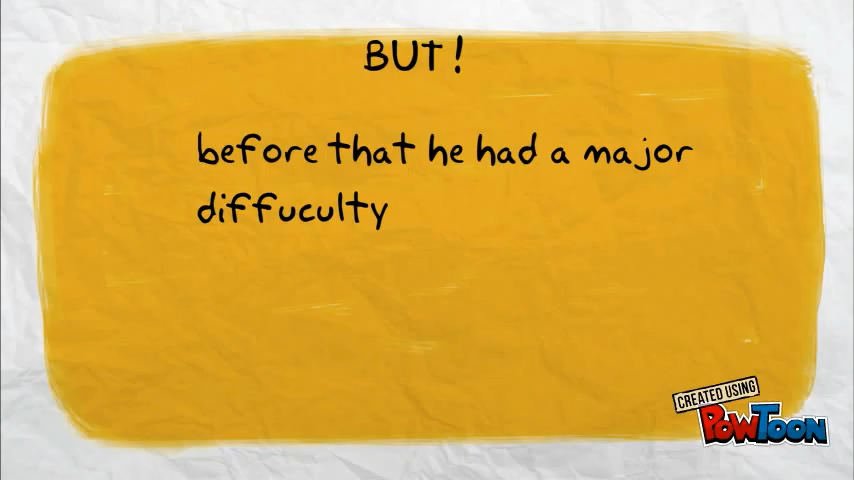 BUT!
before that he had a major
diffuculty
CREATED USING
POWTOON